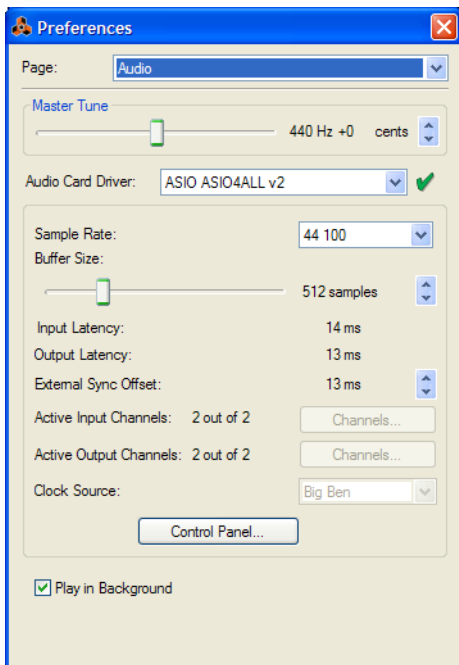 Preferences
Page: Audio
Master Tune
440 Hz +0 cents
Audio Card Driver: ASIO ASIO4ALL v2
Sample Rate: 44 100
Buffer Size:
512 samples
Input Latency: 14 ms
Output Latency: 13 ms
External Sync Offset: 13 ms
Active Input Channels: 2 out of 2 Channels...
Active Output Channels: 2 out of 2 Channels...
Clock Source: Big Ben
Control Panel...
Play in Background